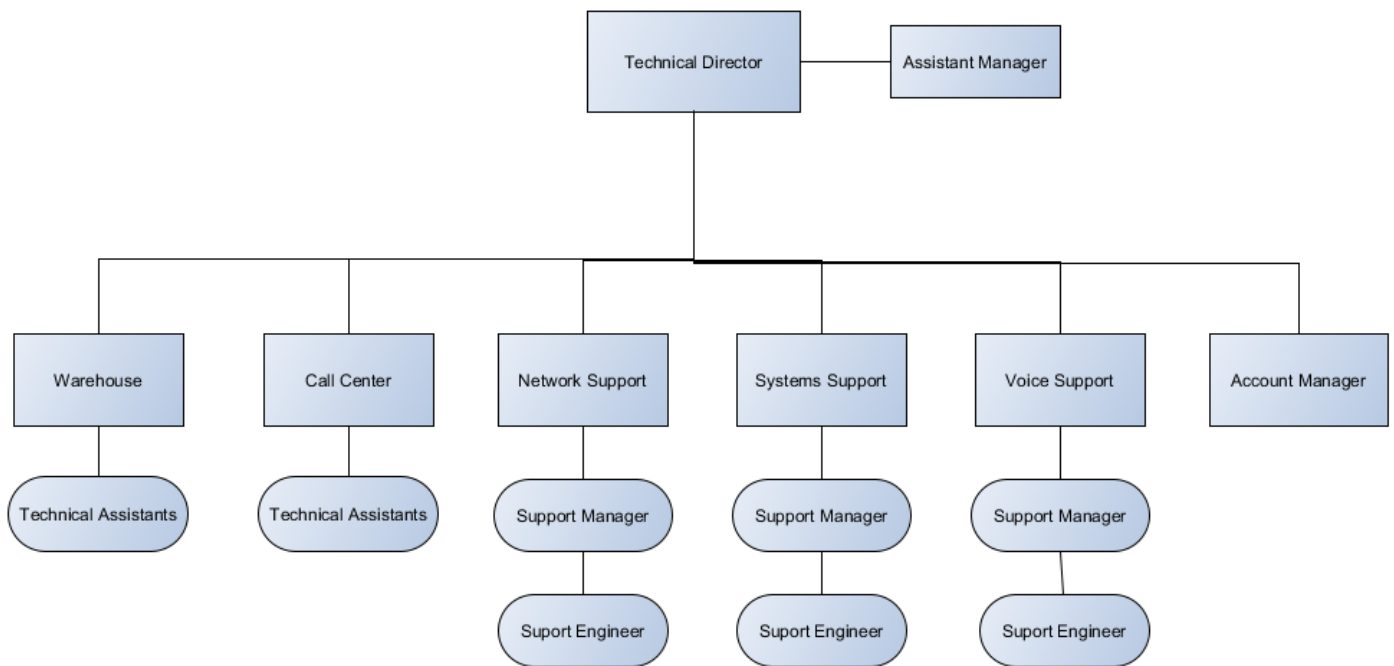 Technical Director
Assistant Manager
Warehouse
Call Center
Network Support
Systems Support
Voice Support
Account Manager
Technical Assistants
Technical Assistants
Support Manager
Support Manager
Support Manager
Suport Engineer
Suport Engineer
Suport Engineer